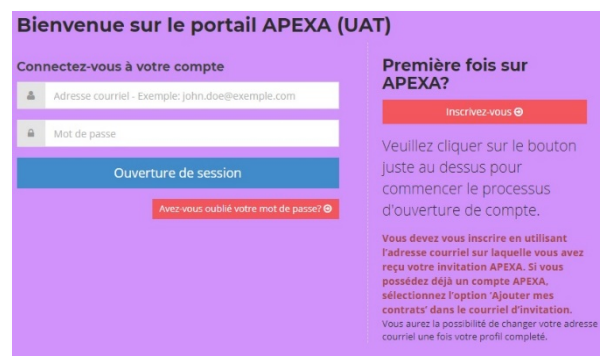 Bienvenue sur le portail APEXA (UAT)
Connectez-vous à votre compte
Adresse courriel - Exemple: john.doe@exemple.com
Mot de passe
Ouverture de session
Avez-vous oublié votre mot de passe?
Première fois sur
APEXA?
Inscrivez-vous
Veuillez cliquer sur le bouton
juste au dessus pour
commencer le processus
d'ouverture de compte.
Vous devez vous inscrire en utilisant
l'adresse courriel sur laquelle vous avez
reçu votre invitation APEXA. Si vous
possédez déjà un compte APEXA,
sélectionnez l'option 'Ajouter mes
contrats' dans le courriel d'invitation.
Vous aurez la possibilité de changer votre adresse
courriel une fois votre profil completé.